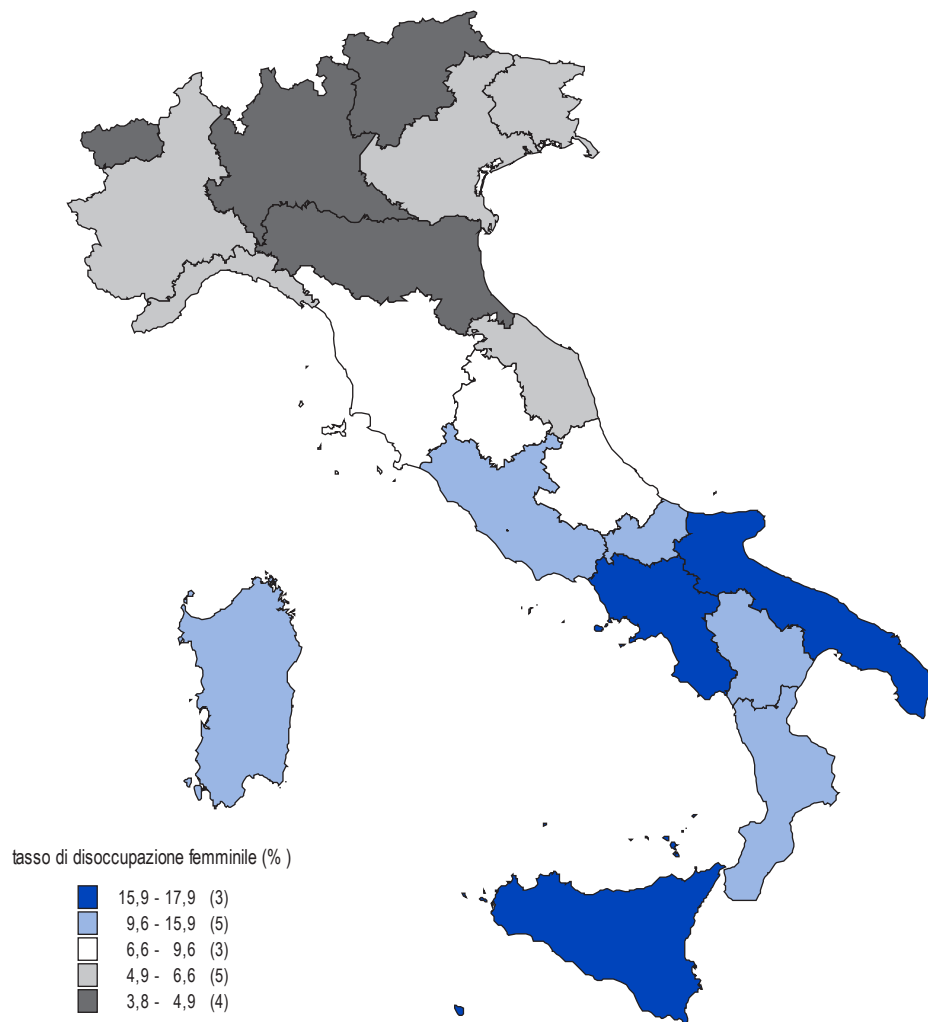 tasso di disoccupazione femminile (% )
15,9 - 17,9 (3)
9,6 - 15,9 (5)
6,6 - 9,6 (3)
4,9 - 6,6 (5)
3,8 - 4,9 (4)